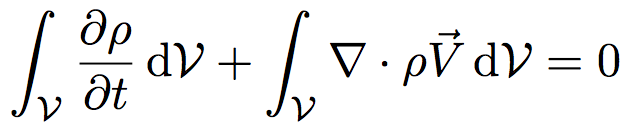 ∫_𝒱 ∂ρ/∂t d𝒱 + ∫_𝒱 ∇ · ρV⃗ d𝒱 = 0